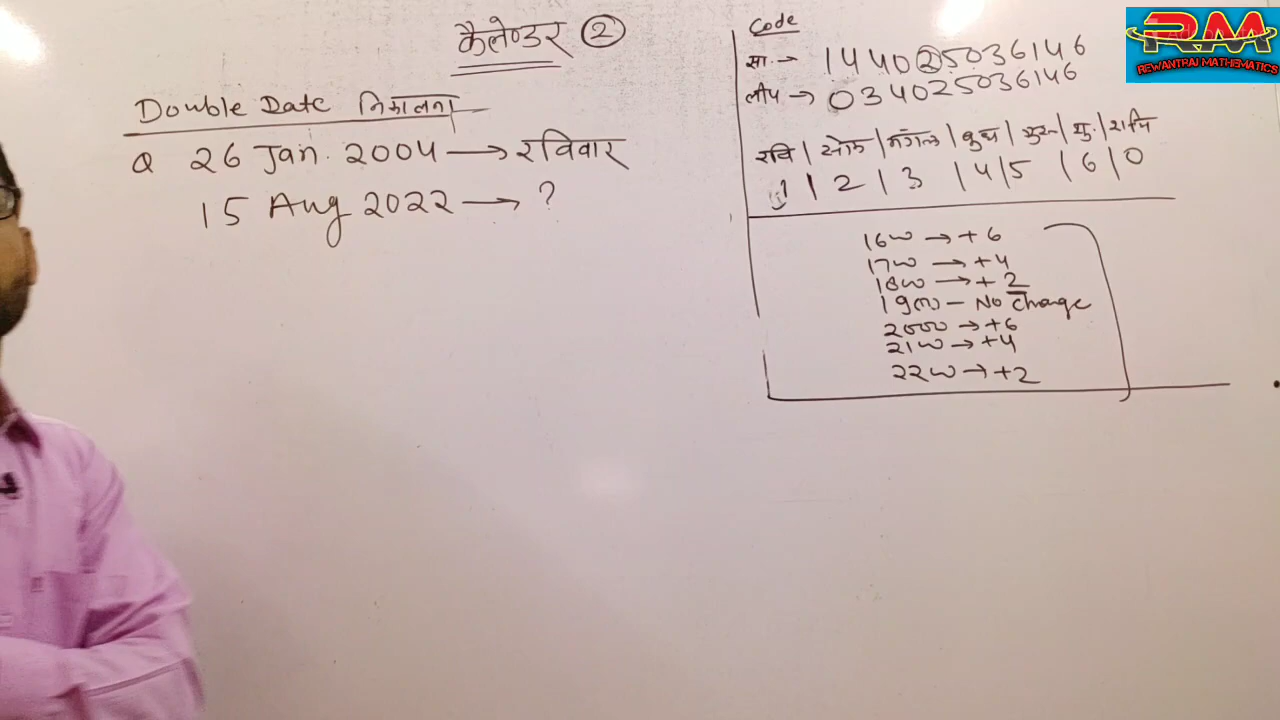 कैलेण्डर ②
Double Date निकालना
Q 26 Jan. 2004 → रविवार
15 Aug 2022 → ?
Code
सा. → 144025036146
लीप → 034025036146
रवि | सोम | मंगल | बुध | गुरु | शु. | शनि
1 | 2 | 3 | 4 | 5 | 6 | 0
1600 → +6
1700 → +4
1800 → +2
1900 – No change
2000 → +6
2100 → +4
2200 → +2
RM
REWANTRAJ MATHEMATICS